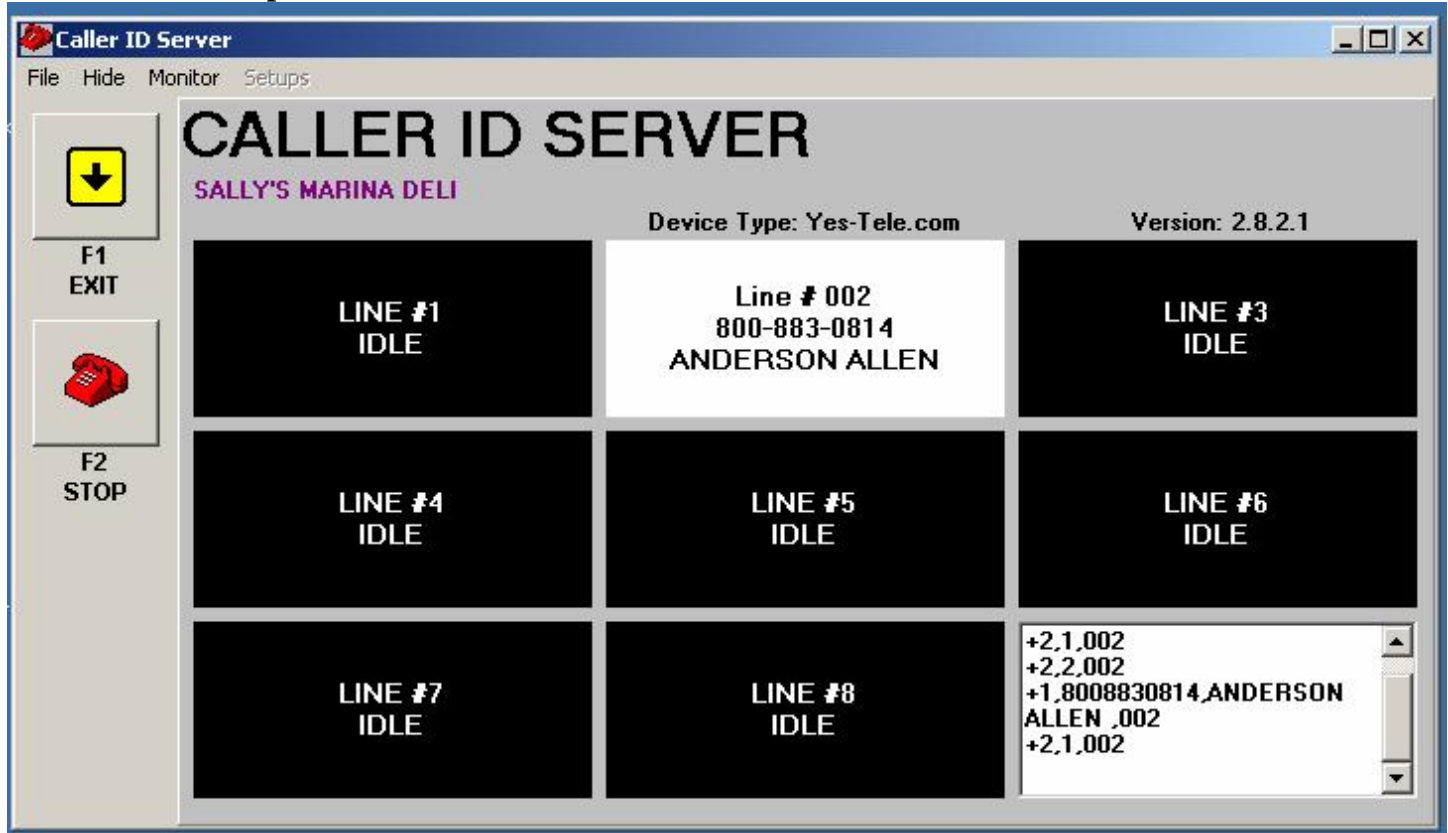 Caller ID Server
File Hide Monitor Setups
CALLER ID SERVER
SALLY'S MARINA DELI
Device Type: Yes-Tele.com
Version: 2.8.2.1
F1
EXIT
F2
STOP
LINE #1
IDLE
Line # 002
800-883-0814
ANDERSON ALLEN
LINE #3
IDLE
LINE #4
IDLE
LINE #5
IDLE
LINE #6
IDLE
LINE #7
IDLE
LINE #8
IDLE
+2,1,002
+2,2,002
+1,8008830814,ANDERSON
ALLEN ,002
+2,1,002